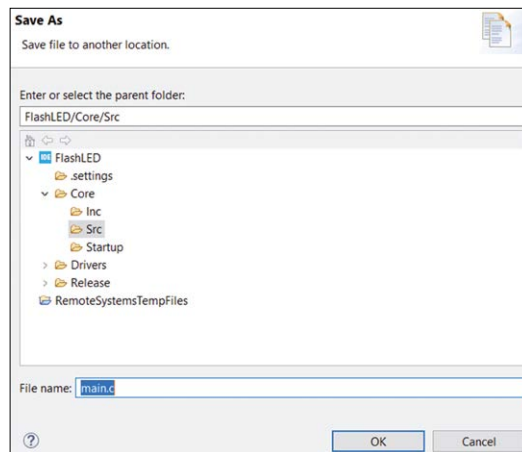 Save As
Save file to another location.
Enter or select the parent folder:
FlashLED/Core/Src
IDE FlashLED
.settings
Core
Inc
Src
Startup
Drivers
Release
RemoteSystemsTempFiles
File name: main.c
? OK Cancel